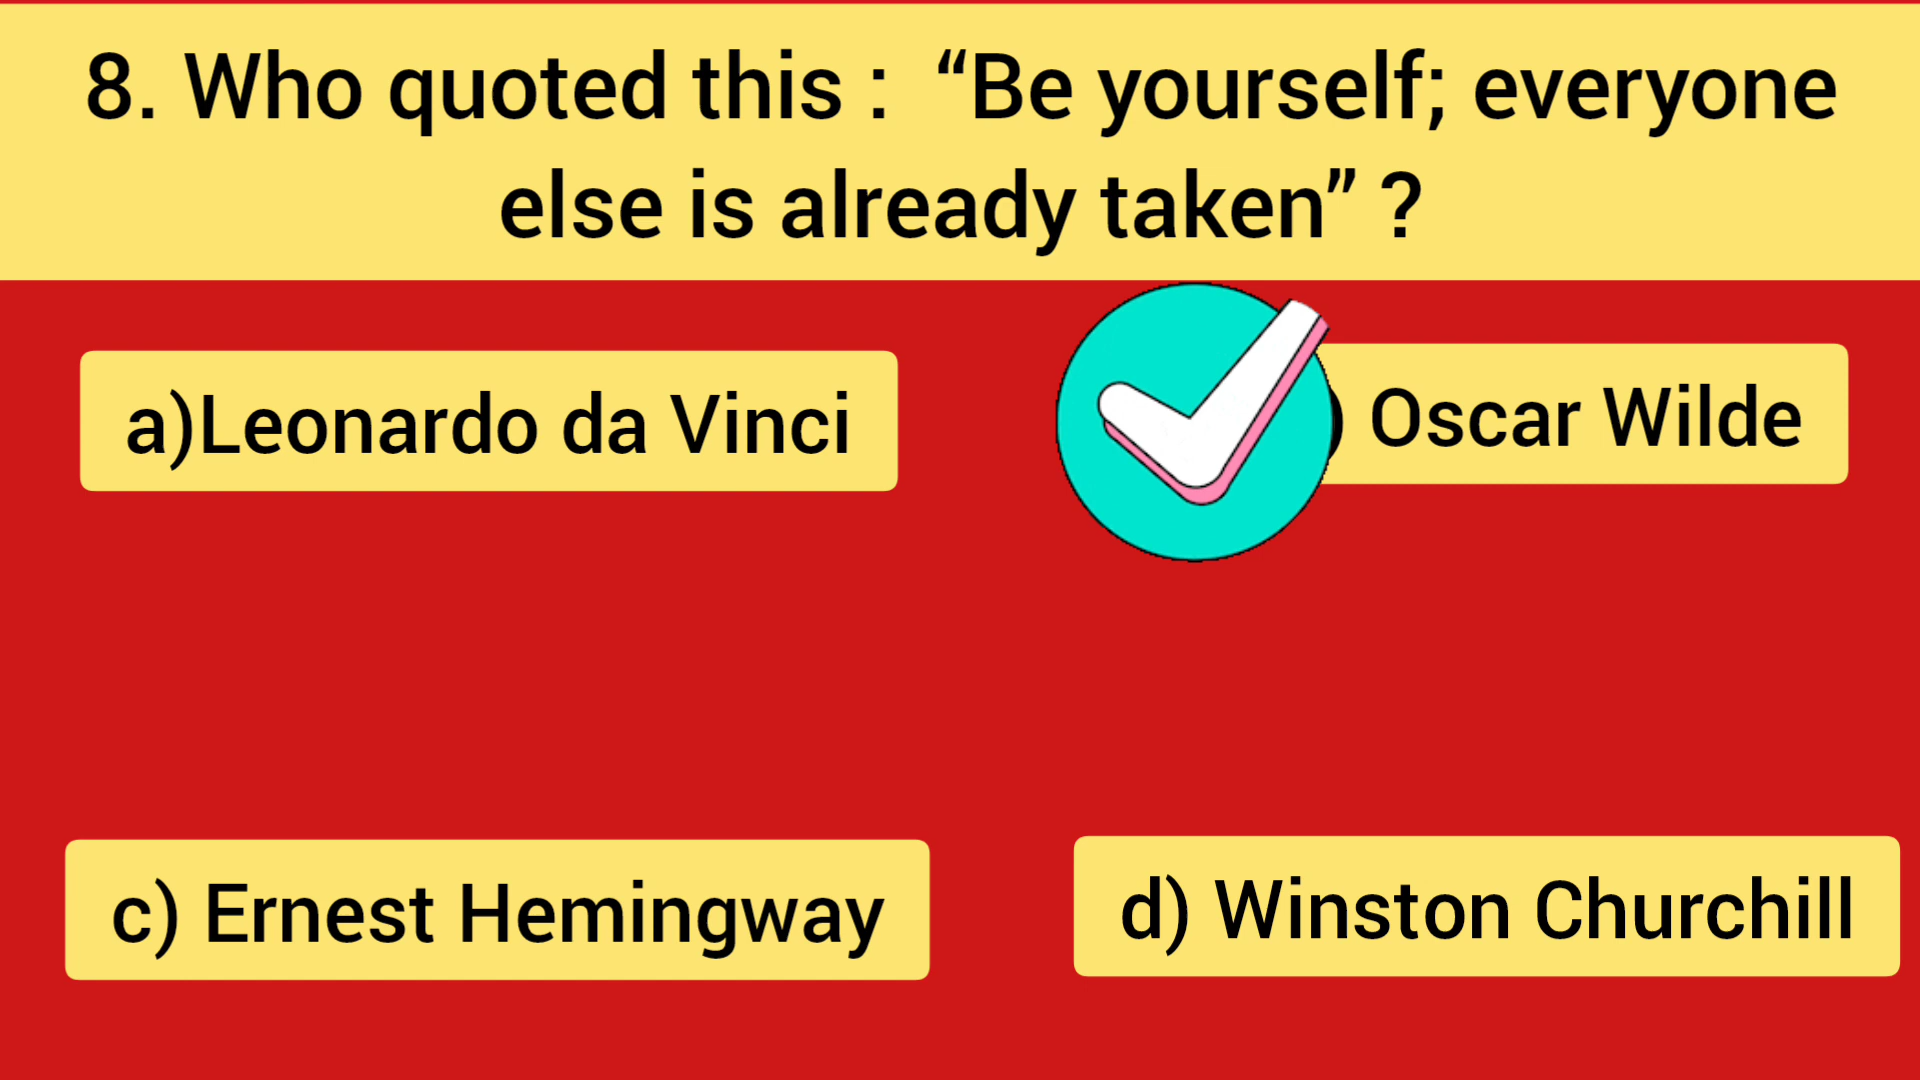 8. Who quoted this :  “Be yourself; everyone
else is already taken” ?
a)Leonardo da Vinci
) Oscar Wilde
c) Ernest Hemingway
d) Winston Churchill